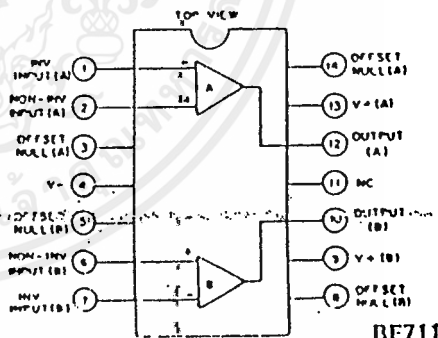 TOP VIEW
INV
INPUT (A)
1
NON-INV
INPUT (A)
2
OFFSET
NULL (A)
3
V-
4
OFFSET
NULL (B)
5
NON-INV
INPUT (B)
6
INV
INPUT (B)
7
A
B
14
OFFSET
NULL (A)
13
V+ (A)
12
OUTPUT
(A)
11
NC
10
OUTPUT
(B)
9
V+ (B)
8
OFFSET
NULL (B)